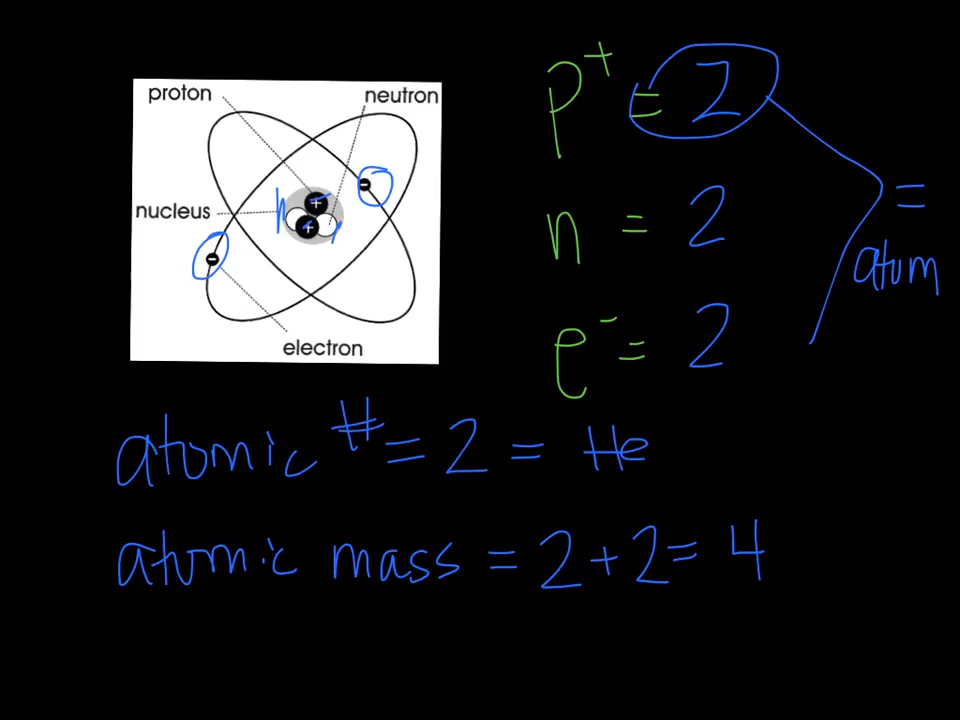 proton
neutron
nucleus
electron
p⁺ = 2
n = 2
e⁻ = 2
= atom
atomic # = 2 = He
atomic mass = 2 + 2 = 4